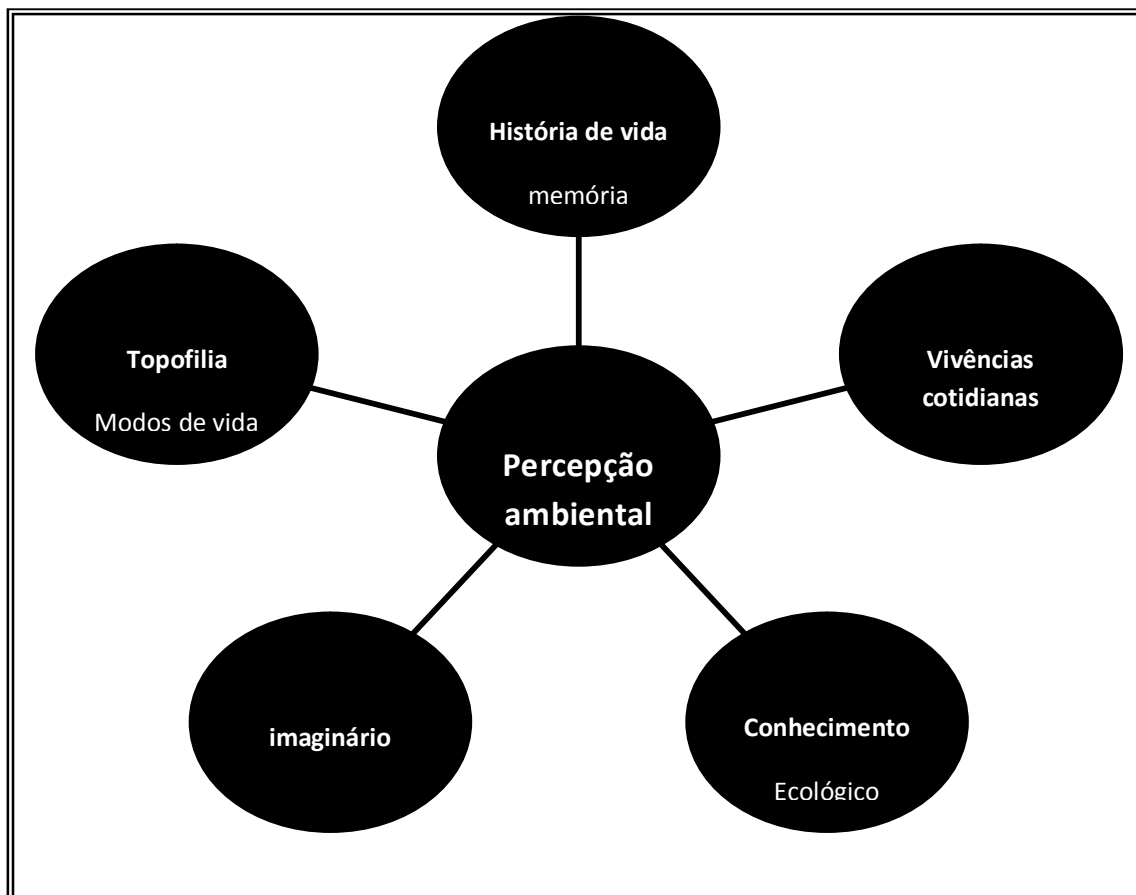 História de vida
memória
Topofilia
Modos de vida
Vivências
cotidianas
Percepção
ambiental
imaginário
Conhecimento
Ecológico